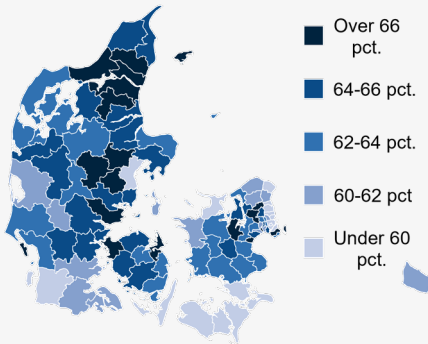 Over 66
pct.
64-66 pct.
62-64 pct.
60-62 pct
Under 60
pct.